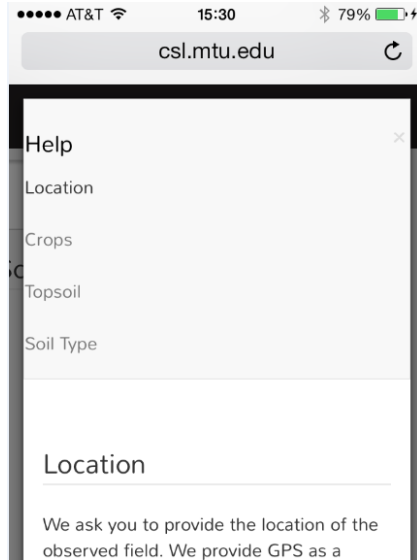 AT&T 15:30 79%
csl.mtu.edu
Help ×
Location
Crops
Topsoil
Soil Type
Location
We ask you to provide the location of the
observed field. We provide GPS as a